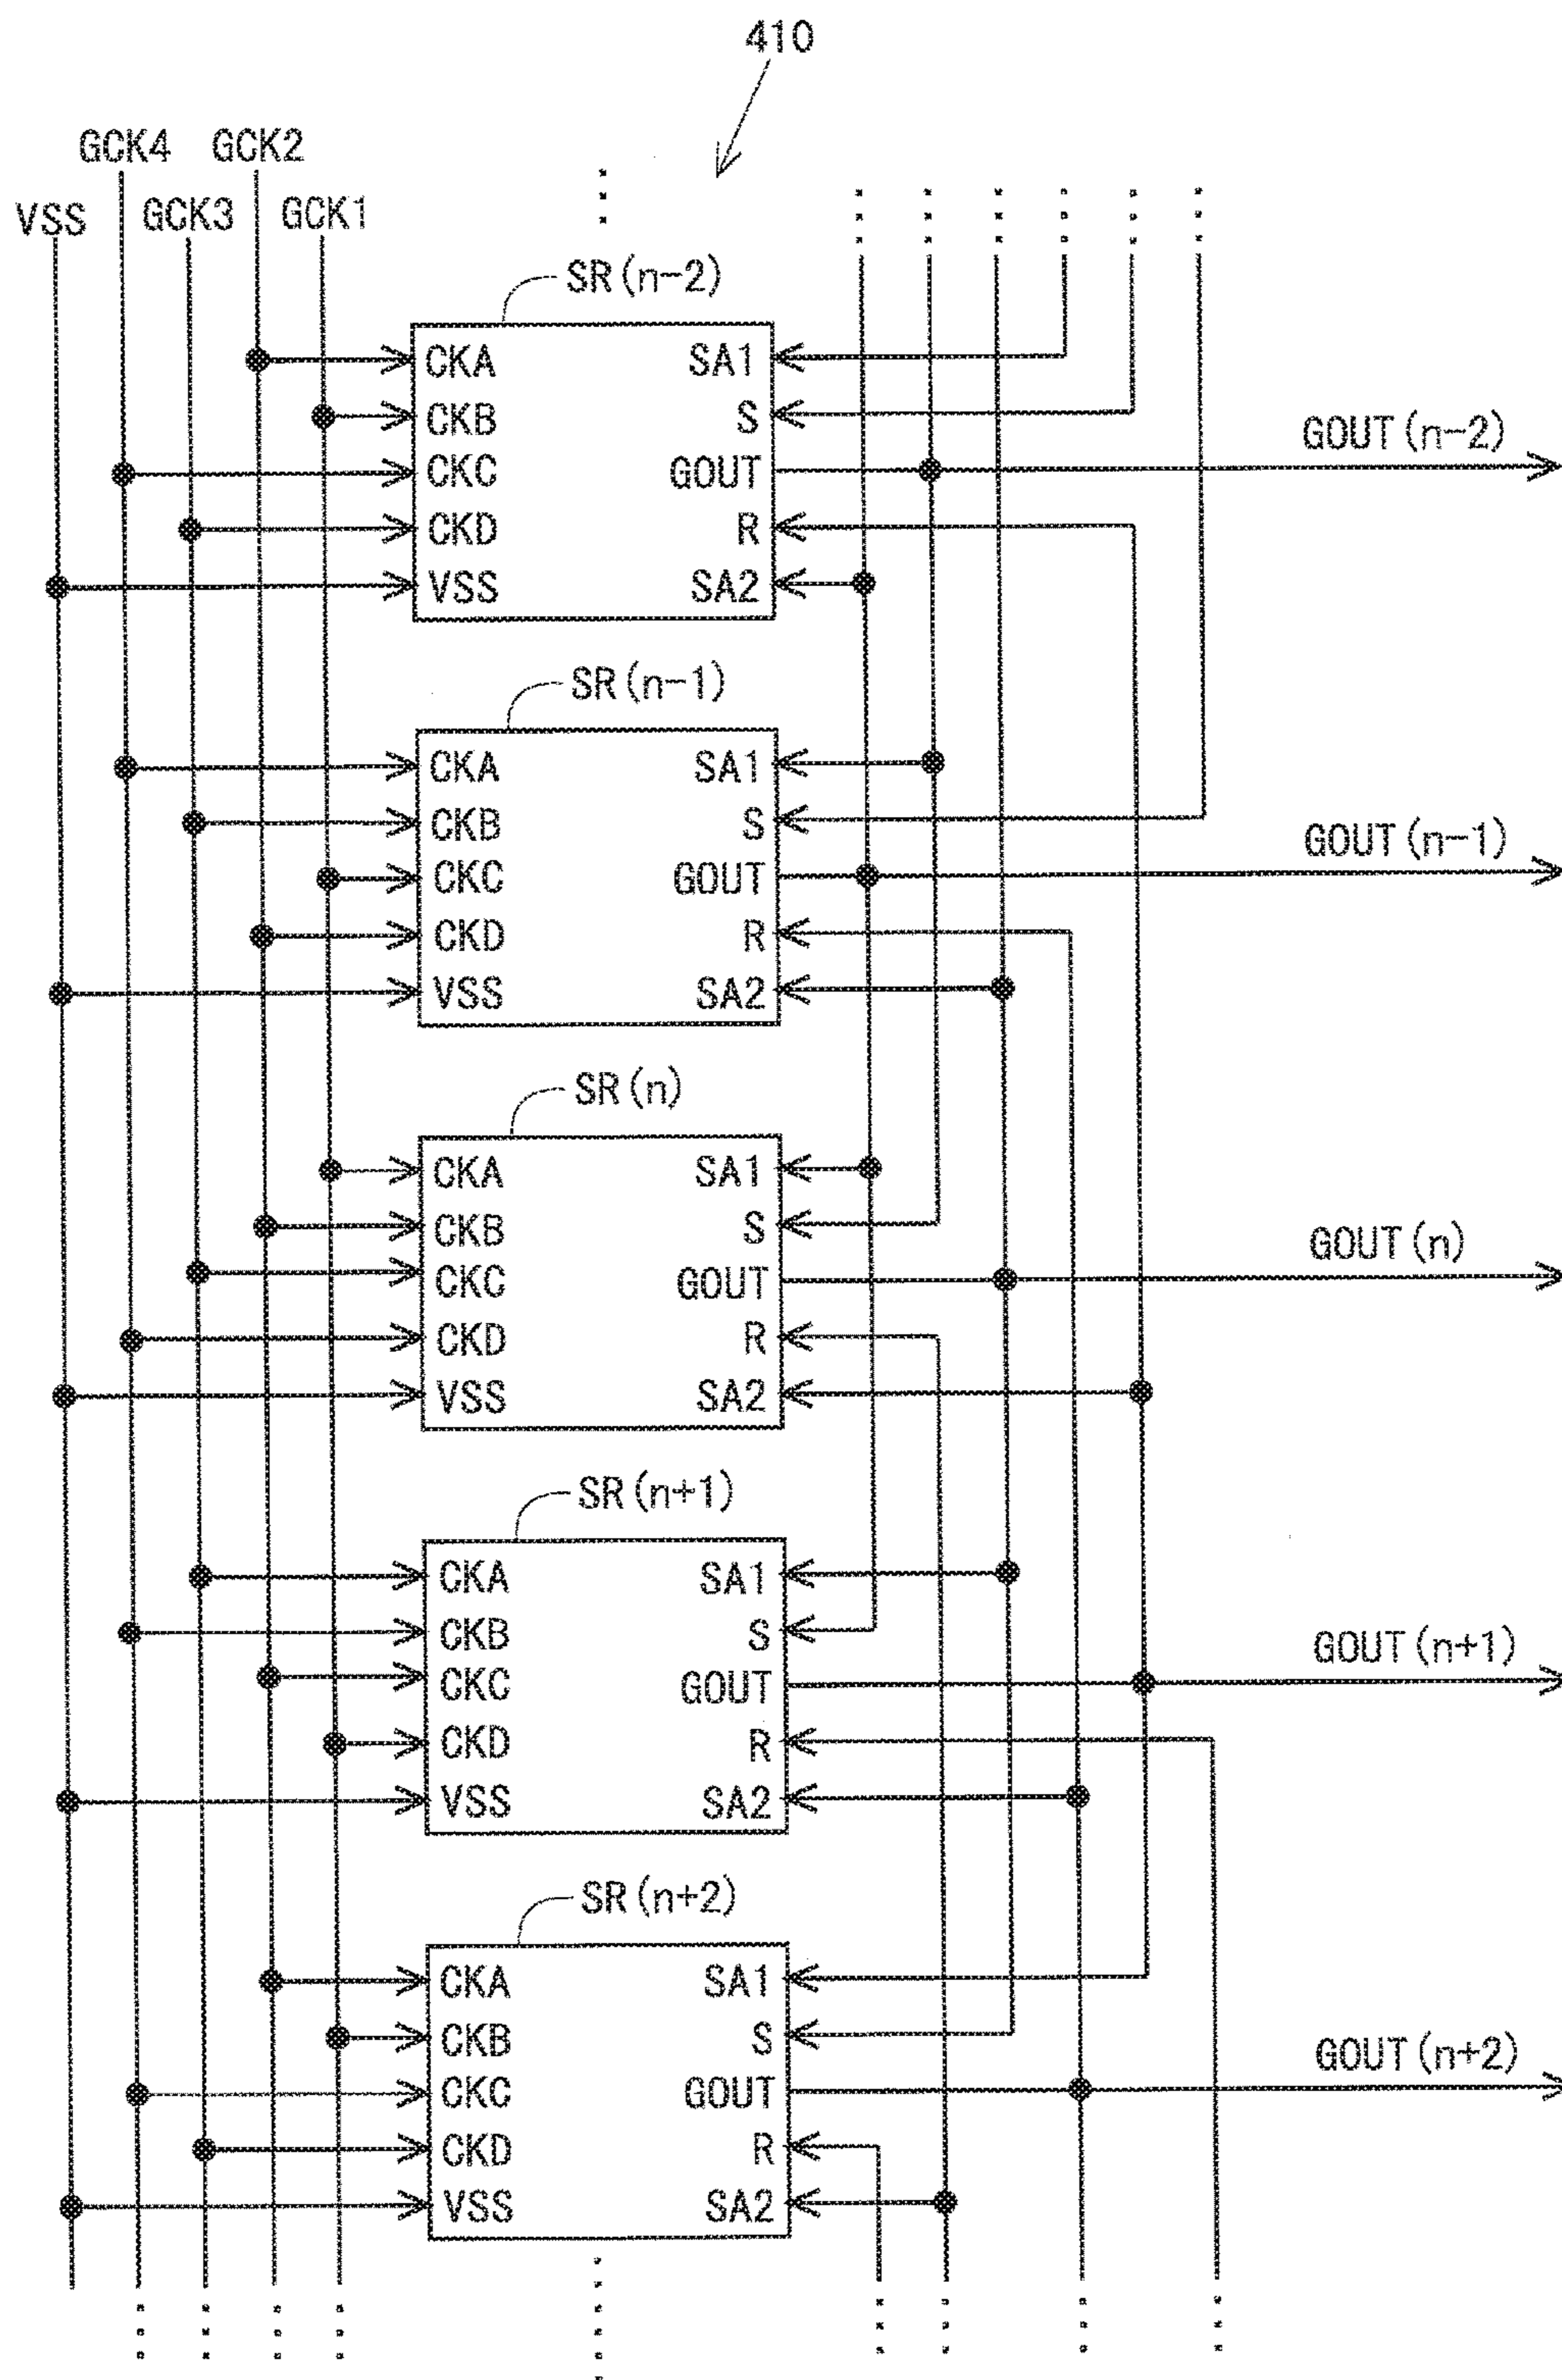 410
GCK4 GCK2
VSS GCK3 GCK1
SR(n-2)
CKA SA1
CKB S
GOUT(n-2)
CKC GOUT
CKD R
VSS SA2
SR(n-1)
CKA SA1
CKB S
GOUT(n-1)
CKC GOUT
CKD R
VSS SA2
SR(n)
CKA SA1
CKB S
GOUT(n)
CKC GOUT
CKD R
VSS SA2
SR(n+1)
CKA SA1
CKB S
GOUT(n+1)
CKC GOUT
CKD R
VSS SA2
SR(n+2)
CKA SA1
CKB S
GOUT(n+2)
CKC GOUT
CKD R
VSS SA2